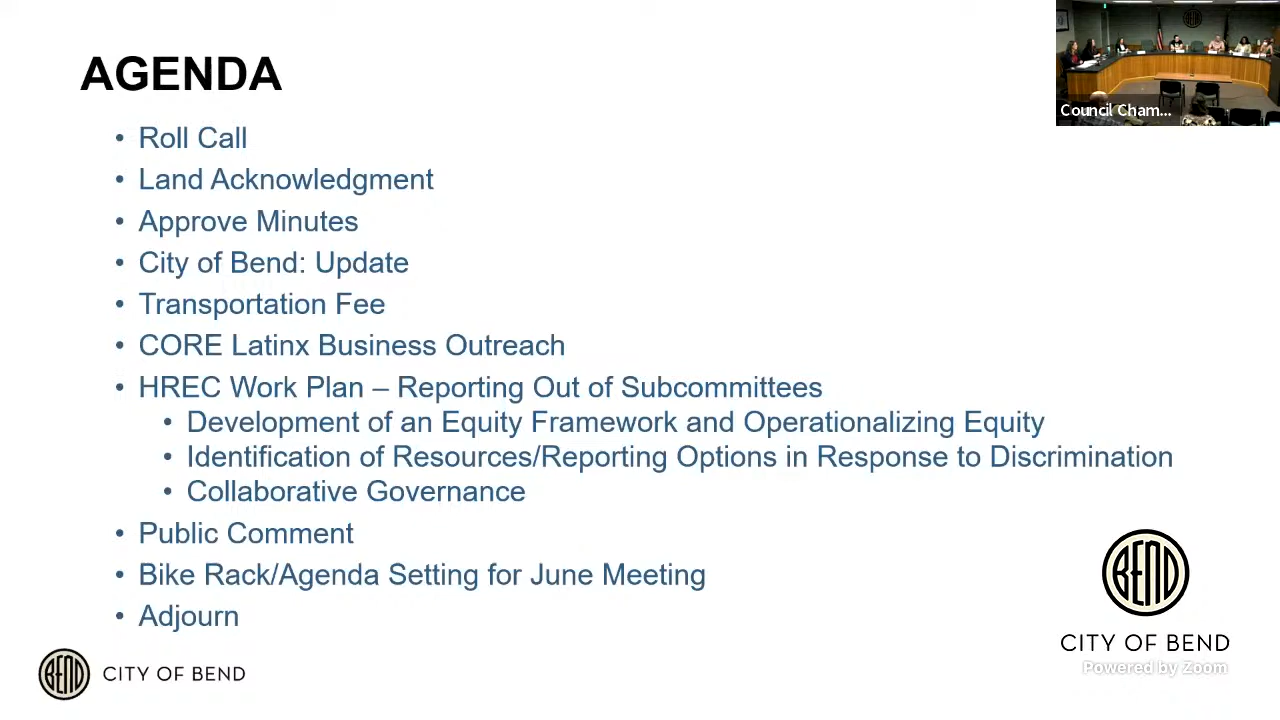 AGENDA
Council Cham...
• Roll Call
• Land Acknowledgment
• Approve Minutes
• City of Bend: Update
• Transportation Fee
• CORE Latinx Business Outreach
• HREC Work Plan – Reporting Out of Subcommittees
• Development of an Equity Framework and Operationalizing Equity
• Identification of Resources/Reporting Options in Response to Discrimination
• Collaborative Governance
• Public Comment
• Bike Rack/Agenda Setting for June Meeting
• Adjourn
BEND
CITY OF BEND
BEND
CITY OF BEND
Powered by Zoom